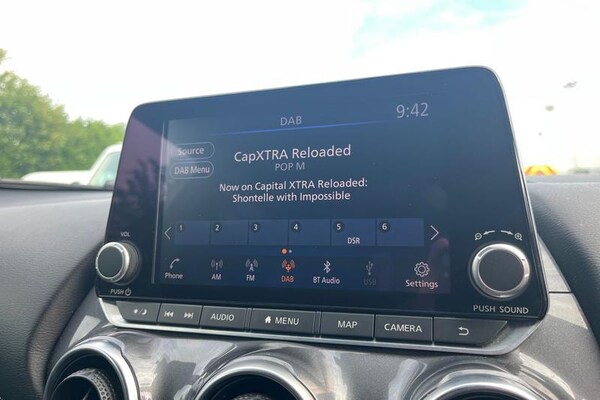 DAB
9:42
Source
CapXTRA Reloaded
DAB Menu
POP M
Now on Capital XTRA Reloaded:
Shontelle with Impossible
1 2 3 4 5 6
DSR
VOL
Phone AM FM DAB BT Audio USB Settings
PUSH
PUSH SOUND
AUDIO MENU MAP CAMERA